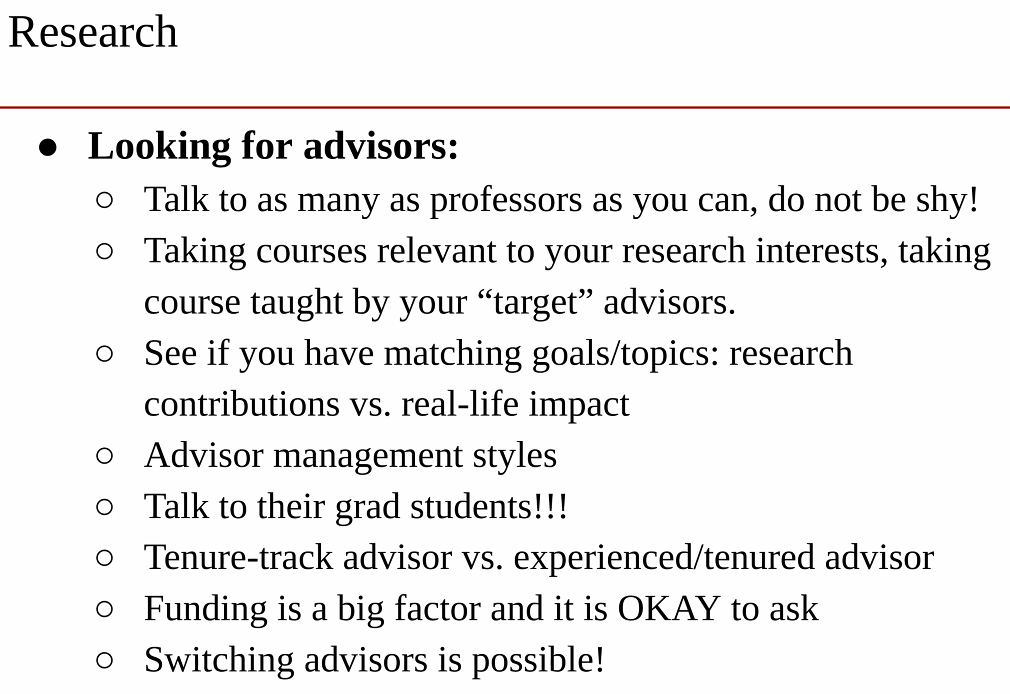 Research
● Looking for advisors:
○ Talk to as many as professors as you can, do not be shy!
○ Taking courses relevant to your research interests, taking
course taught by your “target” advisors.
○ See if you have matching goals/topics: research
contributions vs. real-life impact
○ Advisor management styles
○ Talk to their grad students!!!
○ Tenure-track advisor vs. experienced/tenured advisor
○ Funding is a big factor and it is OKAY to ask
○ Switching advisors is possible!